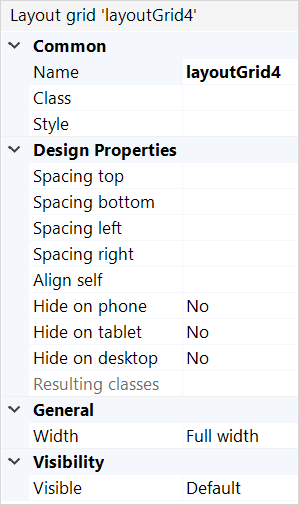 Layout grid 'layoutGrid4'
Common
Name layoutGrid4
Class
Style
Design Properties
Spacing top
Spacing bottom
Spacing left
Spacing right
Align self
Hide on phone No
Hide on tablet No
Hide on desktop No
Resulting classes
General
Width Full width
Visibility
Visible Default